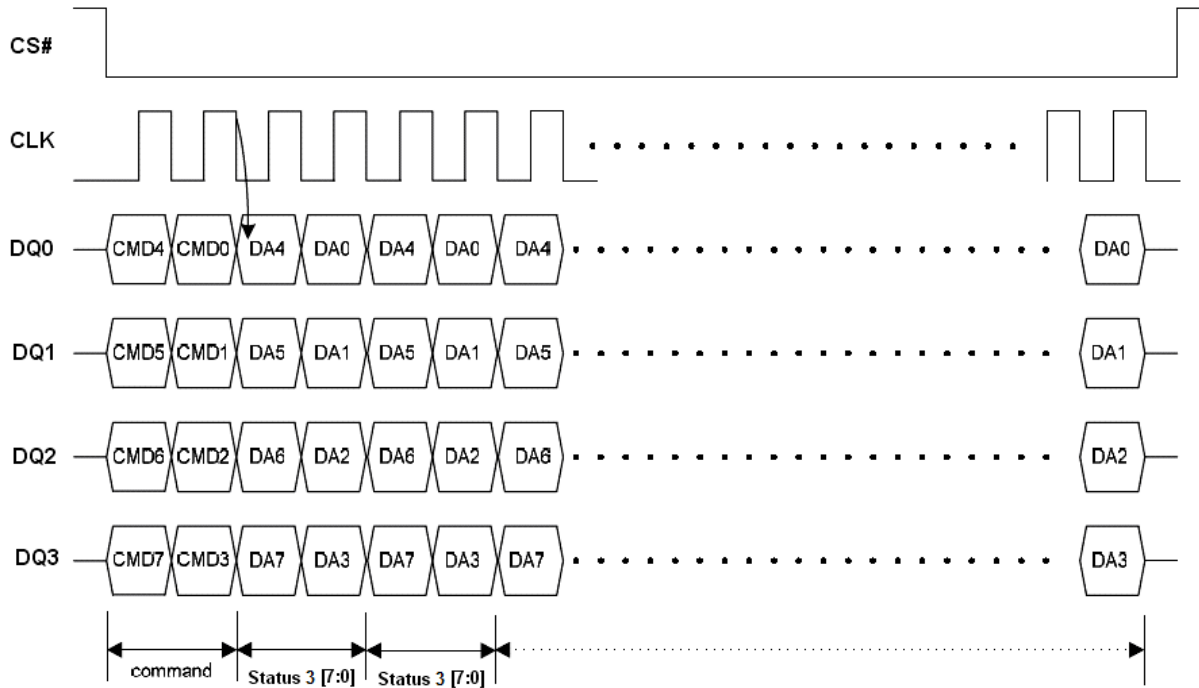 CS#
CLK
DQ0 CMD4 CMD0 DA4 DA0 DA4 DA0 DA4 DA0
DQ1 CMD5 CMD1 DA5 DA1 DA5 DA1 DA5 DA1
DQ2 CMD6 CMD2 DA6 DA2 DA6 DA2 DA6 DA2
DQ3 CMD7 CMD3 DA7 DA3 DA7 DA3 DA7 DA3
command Status 3 [7:0] Status 3 [7:0]